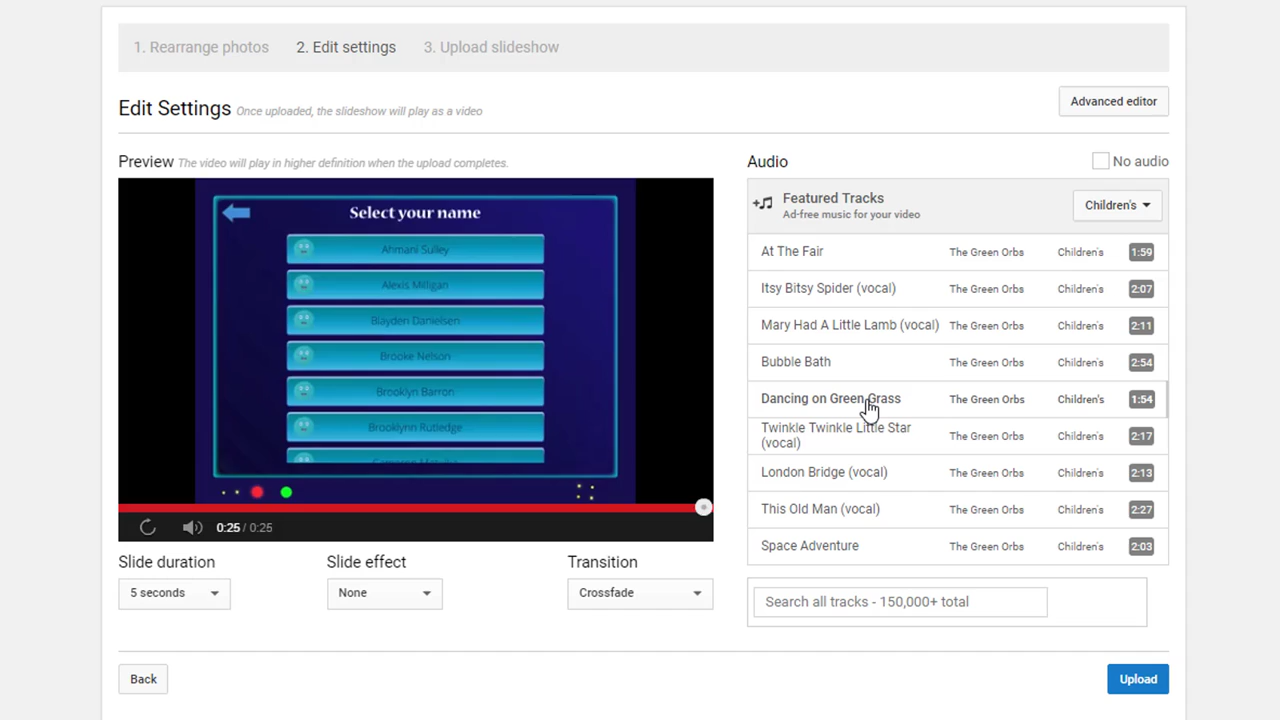 1. Rearrange photos 2. Edit settings 3. Upload slideshow
Edit Settings Once uploaded, the slideshow will play as a video
Advanced editor
Preview The video will play in higher definition when the upload completes.
Select your name
Ahmani Sulley
Alexis Milligan
Blayden Danielsen
Brooke Nelson
Brooklyn Barron
Brooklynn Rutledge
0:25 / 0:25
Slide duration
5 seconds
Slide effect
None
Transition
Crossfade
Audio
No audio
Featured Tracks
Ad-free music for your video
Children's
At The Fair The Green Orbs Children's 1:59
Itsy Bitsy Spider (vocal) The Green Orbs Children's 2:07
Mary Had A Little Lamb (vocal) The Green Orbs Children's 2:11
Bubble Bath The Green Orbs Children's 2:54
Dancing on Green Grass The Green Orbs Children's 1:54
Twinkle Twinkle Little Star
(vocal) The Green Orbs Children's 2:17
London Bridge (vocal) The Green Orbs Children's 2:13
This Old Man (vocal) The Green Orbs Children's 2:27
Space Adventure The Green Orbs Children's 2:03
Search all tracks - 150,000+ total
Back
Upload